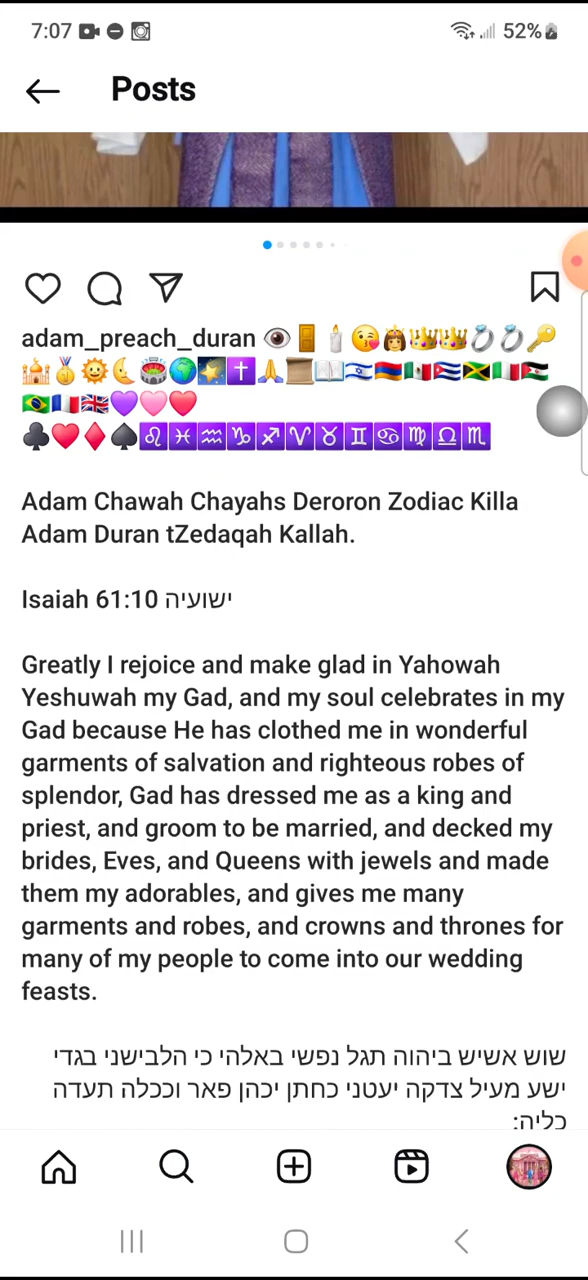 7:07
52%
Posts
adam_preach_duran 👁️🚪🕯️😘👸👑👑💍💍🔑
🕌🏅🌞🌜🏟️🌍🌠✝️🙏📜📖🇮🇱🇦🇲🇲🇽🇨🇺🇯🇲🇮🇹🇵🇸
🇧🇷🇫🇷🇬🇧💜🩷❤️
♣️♥️♦️♠️♌♓♒♑♐♈♉♊♋♍♎♏
Adam Chawah Chayahs Deroron Zodiac Killa
Adam Duran tZedaqah Kallah.
Isaiah 61:10 ישועיה
Greatly I rejoice and make glad in Yahowah
Yeshuwah my Gad, and my soul celebrates in my
Gad because He has clothed me in wonderful
garments of salvation and righteous robes of
splendor, Gad has dressed me as a king and
priest, and groom to be married, and decked my
brides, Eves, and Queens with jewels and made
them my adorables, and gives me many
garments and robes, and crowns and thrones for
many of my people to come into our wedding
feasts.
שוש אשיש ביהוה תגל נפשי באלהי כי הלבישני בגדי
ישע מעיל צדקה יעטני כחתן יכהן פאר וככלה תעדה
כליה: